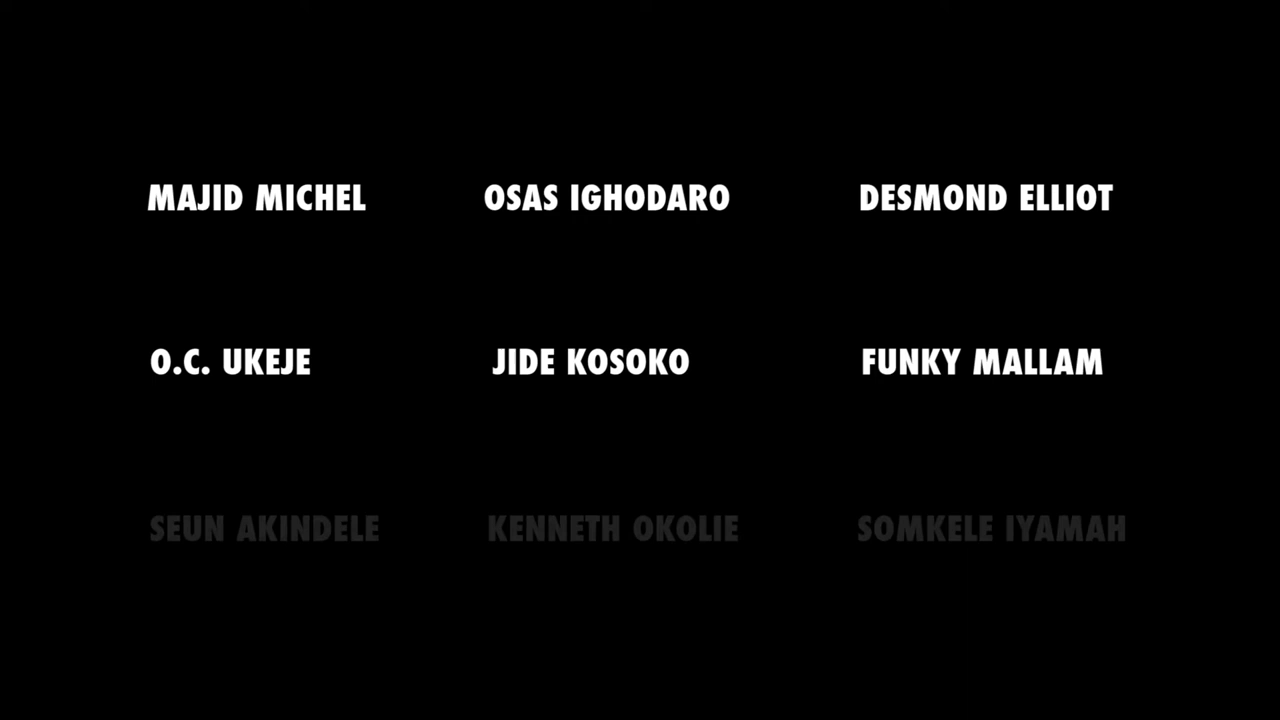 MAJID MICHEL OSAS IGHODARO DESMOND ELLIOT
O.C. UKEJE JIDE KOSOKO FUNKY MALLAM
SEUN AKINDELE KENNETH OKOLIE SOMKELE IYAMAH